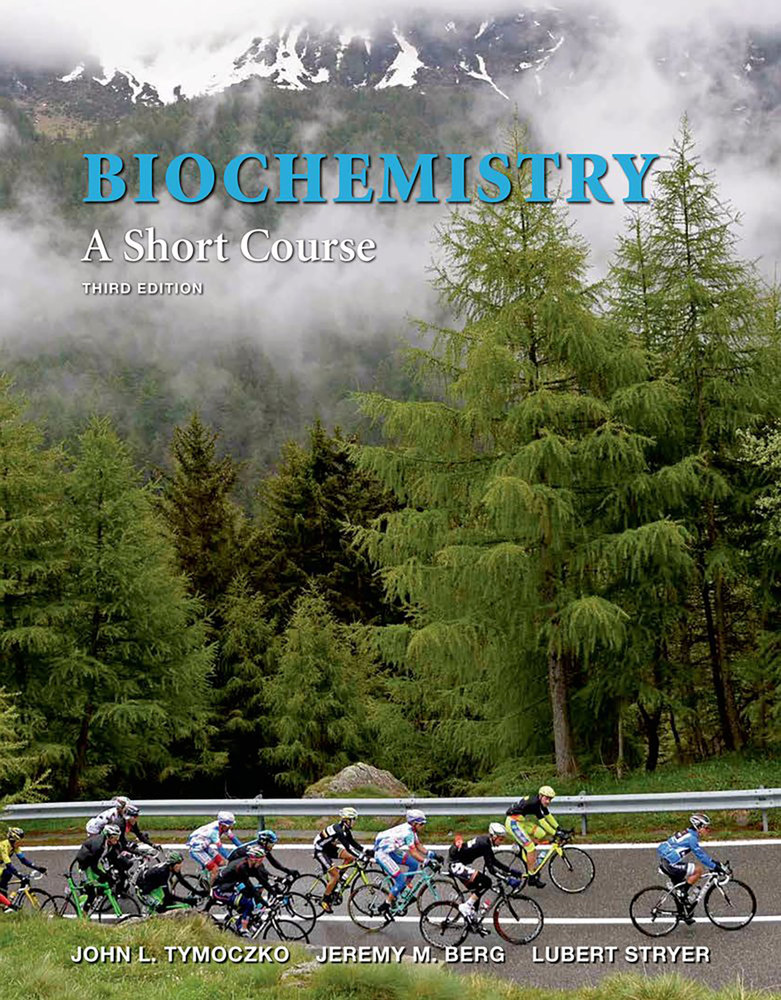 BIOCHEMISTRY
A Short Course
THIRD EDITION
JOHN L. TYMOCZKO JEREMY M. BERG LUBERT STRYER